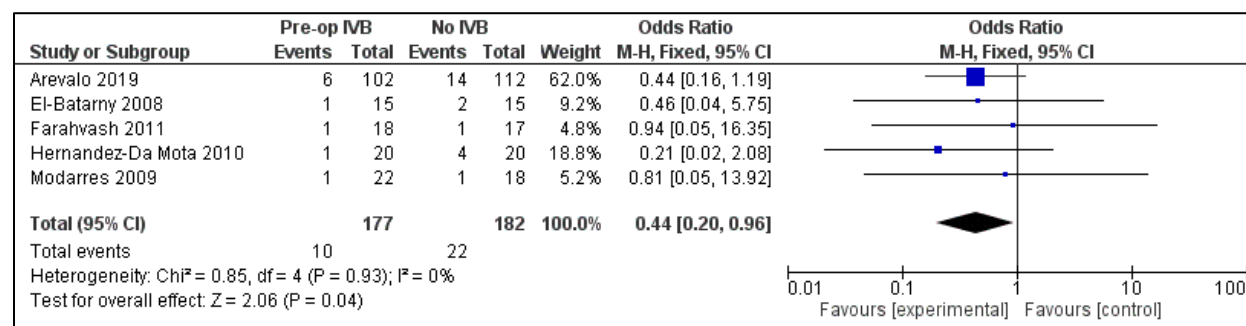 Pre-op IVB No IVB Odds Ratio Odds Ratio
Study or Subgroup Events Total Events Total Weight M-H, Fixed, 95% CI M-H, Fixed, 95% CI
Arevalo 2019 6 102 14 112 62.0% 0.44 [0.16, 1.19]
El-Batarny 2008 1 15 2 15 9.2% 0.46 [0.04, 5.75]
Farahvash 2011 1 18 1 17 4.8% 0.94 [0.05, 16.35]
Hernandez-Da Mota 2010 1 20 4 20 18.8% 0.21 [0.02, 2.08]
Modarres 2009 1 22 1 18 5.2% 0.81 [0.05, 13.92]
Total (95% CI) 177 182 100.0% 0.44 [0.20, 0.96]
Total events 10 22
Heterogeneity: Chi² = 0.85, df = 4 (P = 0.93); I² = 0%
Test for overall effect: Z = 2.06 (P = 0.04)
0.01 0.1 1 10 100
Favours [experimental] Favours [control]